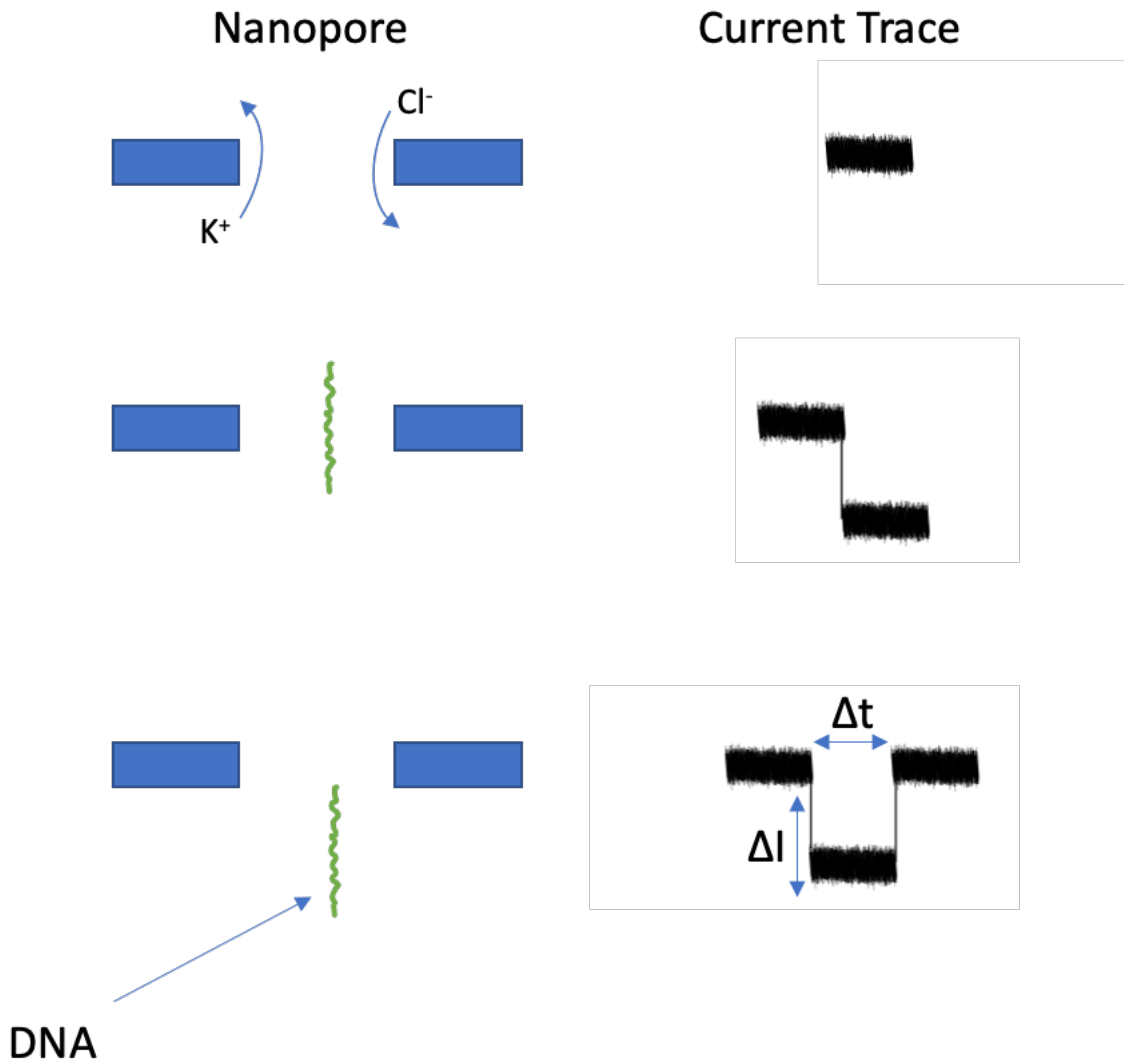 Nanopore
Current Trace
Cl⁻
K⁺
Δt
ΔI
DNA